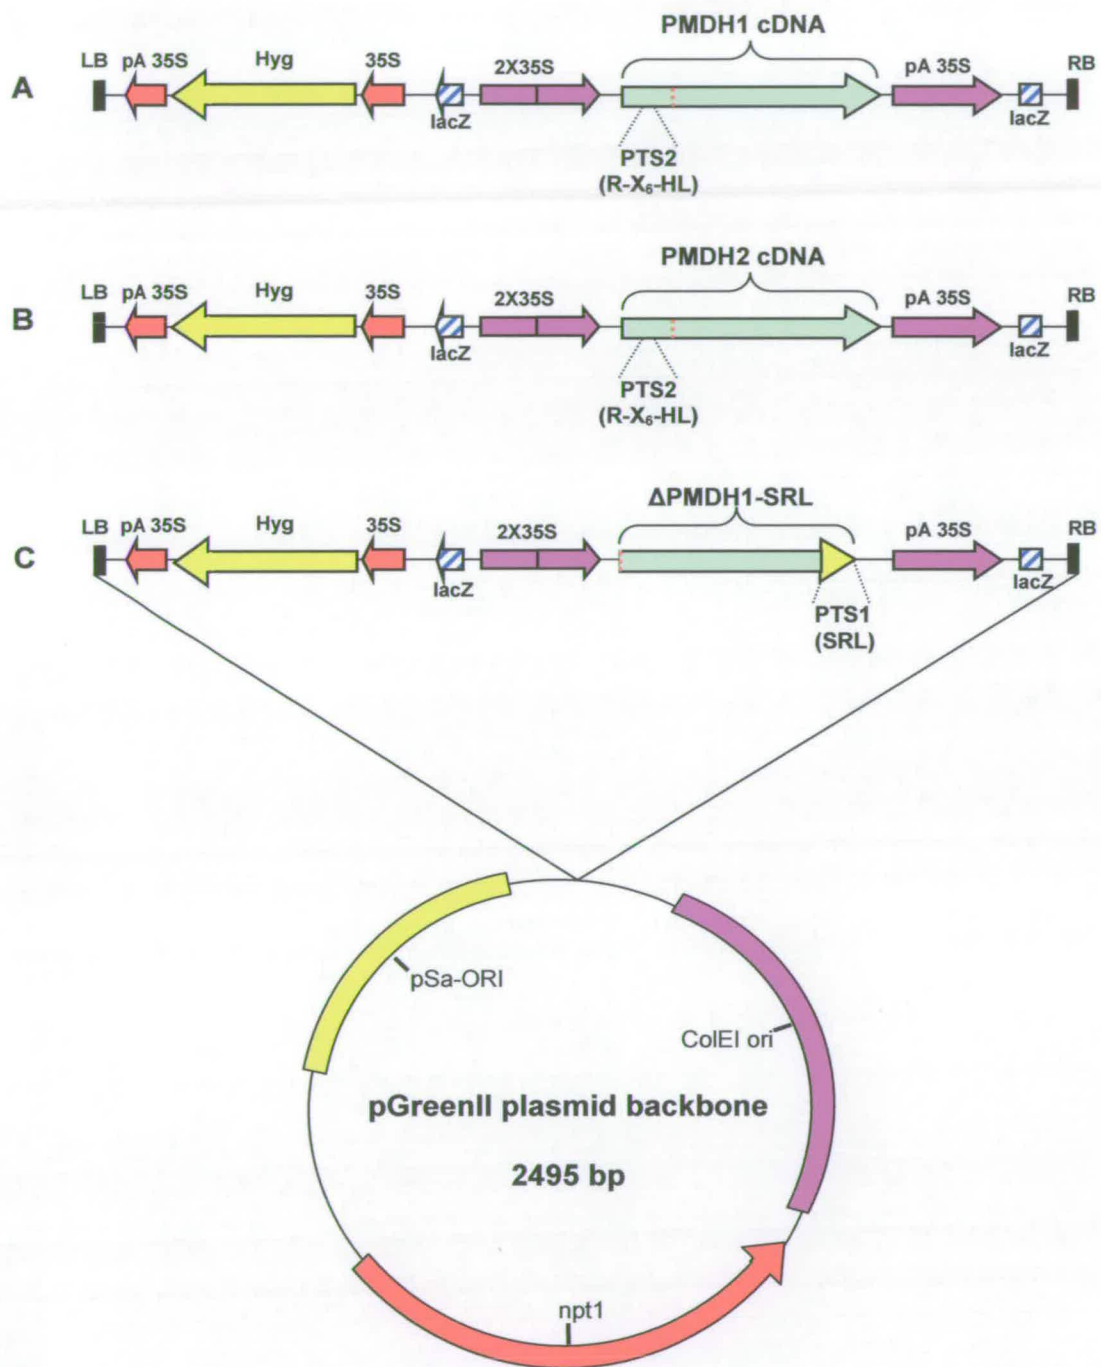 PMDH1 cDNA
LB pA 35S Hyg 35S 2X35S pA 35S RB
A
lacZ lacZ
PTS2
(R-X₆-HL)
PMDH2 cDNA
LB pA 35S Hyg 35S 2X35S pA 35S RB
B
lacZ lacZ
PTS2
(R-X₆-HL)
ΔPMDH1-SRL
LB pA 35S Hyg 35S 2X35S pA 35S RB
C
lacZ lacZ
PTS1
(SRL)
pSa-ORI
ColEI ori
pGreenII plasmid backbone
2495 bp
npt1